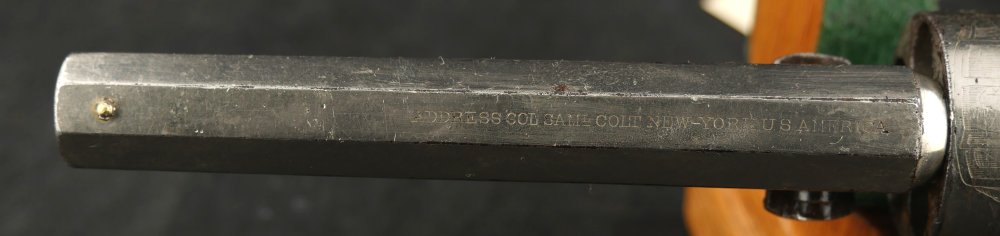 ADDRESS COL SAML COLT NEW-YORK U S AMERICA